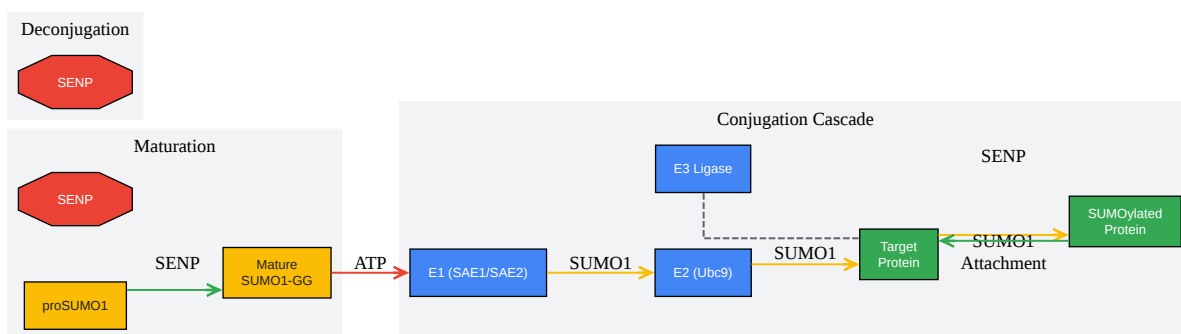 Deconjugation
SENP
Maturation
SENP
SENP
proSUMO1
Mature
SUMO1-GG
ATP
Conjugation Cascade
E3 Ligase
E1 (SAE1/SAE2)
SUMO1
E2 (Ubc9)
SUMO1
Target
Protein
SENP
SUMO1
Attachment
SUMOylated
Protein